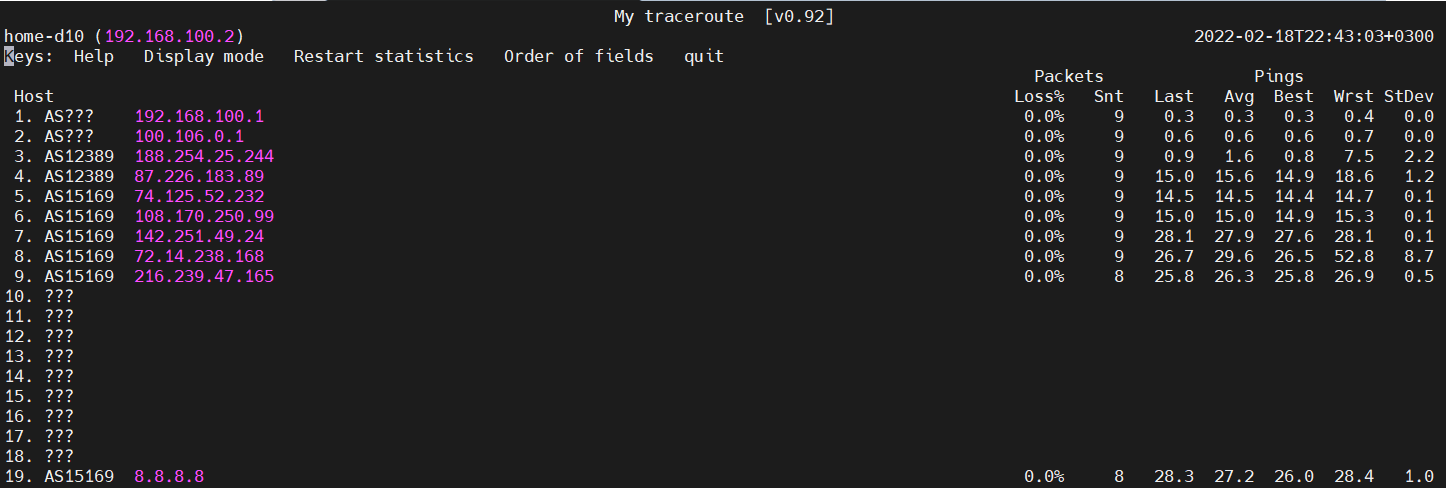 My traceroute  [v0.92]
home-d10 (192.168.100.2) 2022-02-18T22:43:03+0300
Keys:  Help   Display mode   Restart statistics   Order of fields   quit
Packets Pings
Host Loss% Snt Last Avg Best Wrst StDev
1. AS??? 192.168.100.1 0.0% 9 0.3 0.3 0.3 0.4 0.0
2. AS??? 100.106.0.1 0.0% 9 0.6 0.6 0.6 0.7 0.0
3. AS12389 188.254.25.244 0.0% 9 0.9 1.6 0.8 7.5 2.2
4. AS12389 87.226.183.89 0.0% 9 15.0 15.6 14.9 18.6 1.2
5. AS15169 74.125.52.232 0.0% 9 14.5 14.5 14.4 14.7 0.1
6. AS15169 108.170.250.99 0.0% 9 15.0 15.0 14.9 15.3 0.1
7. AS15169 142.251.49.24 0.0% 9 28.1 27.9 27.6 28.1 0.1
8. AS15169 72.14.238.168 0.0% 9 26.7 29.6 26.5 52.8 8.7
9. AS15169 216.239.47.165 0.0% 8 25.8 26.3 25.8 26.9 0.5
10. ???
11. ???
12. ???
13. ???
14. ???
15. ???
16. ???
17. ???
18. ???
19. AS15169 8.8.8.8 0.0% 8 28.3 27.2 26.0 28.4 1.0